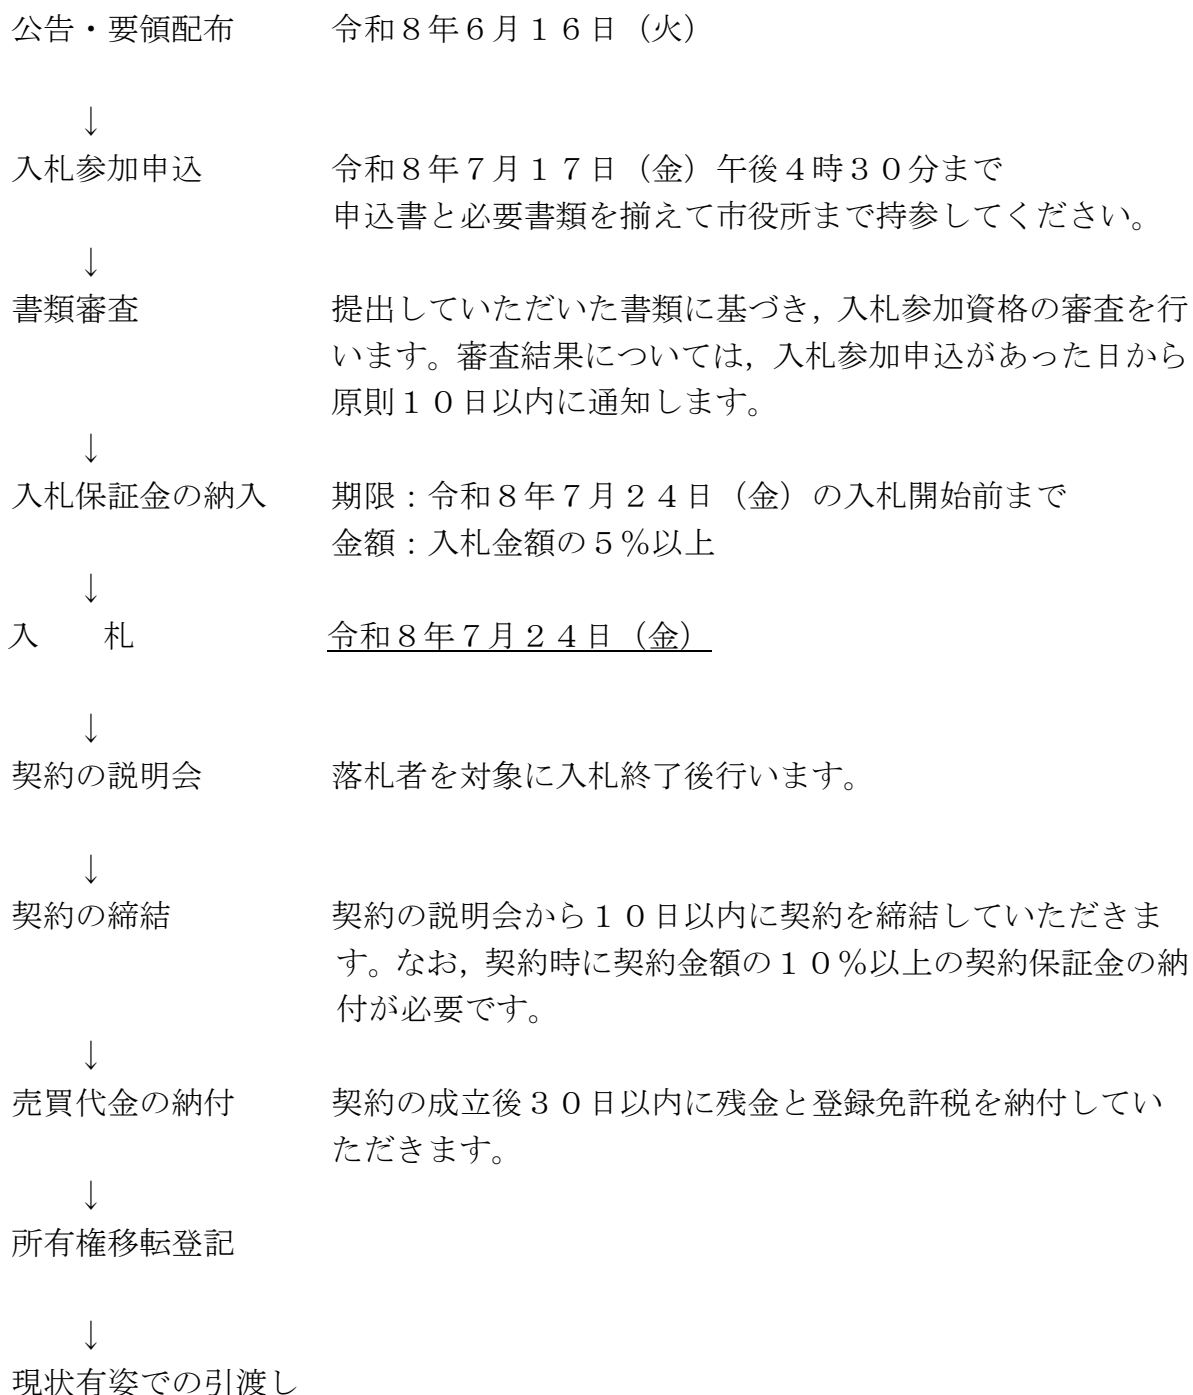 公告・要領配布　　　令和８年６月１６日（火）
↓
入札参加申込　　　　令和８年７月１７日（金）午後４時３０分まで
申込書と必要書類を揃えて市役所まで持参してください。
↓
書類審査　　　　　　提出していただいた書類に基づき，入札参加資格の審査を行
います。審査結果については，入札参加申込があった日から
原則１０日以内に通知します。
↓
入札保証金の納入　　期限：令和８年７月２４日（金）の入札開始前まで
金額：入札金額の５％以上
↓
入　　札　　　　　　令和８年７月２４日（金）
↓
契約の説明会　　　　落札者を対象に入札終了後行います。
↓
契約の締結　　　　　契約の説明会から１０日以内に契約を締結していただきま
す。なお，契約時に契約金額の１０％以上の契約保証金の納
付が必要です。
↓
売買代金の納付　　　契約の成立後３０日以内に残金と登録免許税を納付してい
ただきます。
↓
所有権移転登記
↓
現状有姿での引渡し